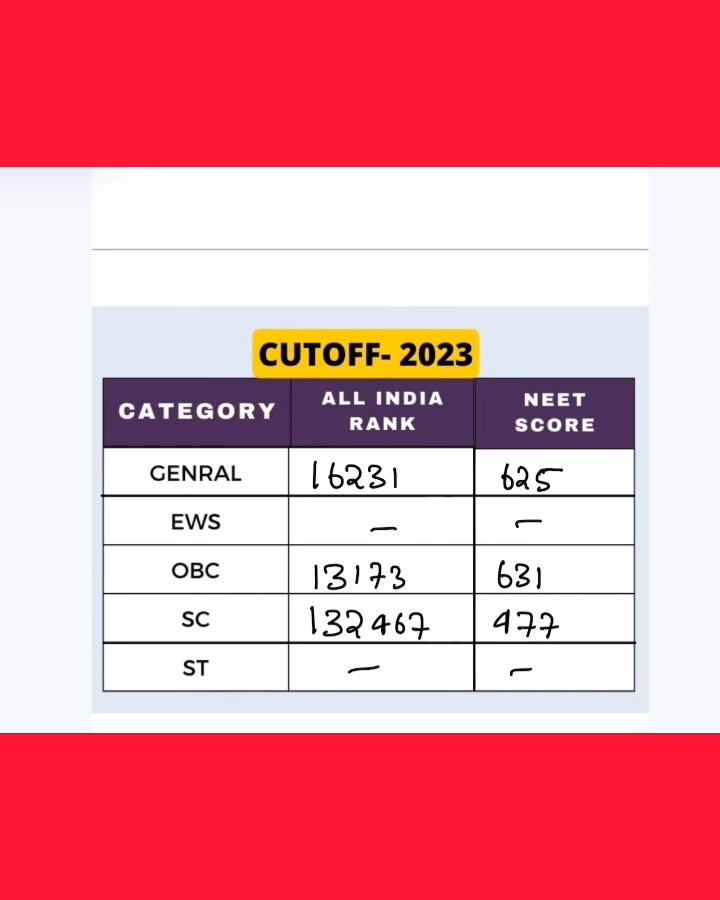 CUTOFF- 2023
CATEGORY ALL INDIA RANK NEET SCORE
GENRAL 16231 625
EWS - -
OBC 13173 631
SC 132467 477
ST - -